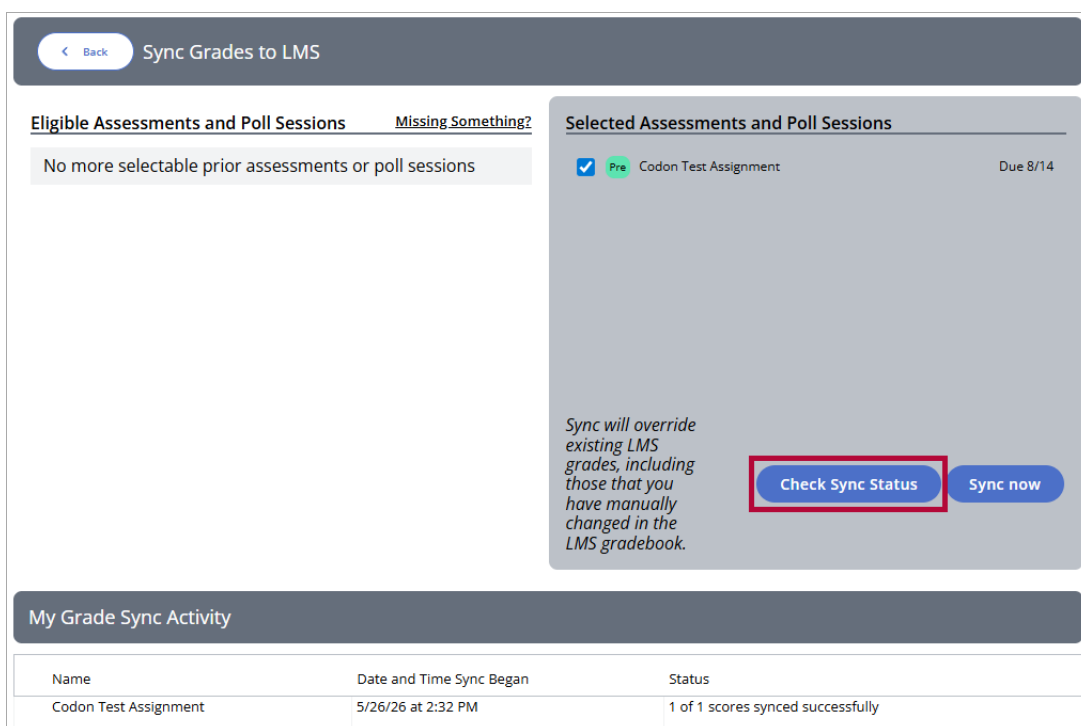 Back
Sync Grades to LMS
Eligible Assessments and Poll Sessions
Missing Something?
No more selectable prior assessments or poll sessions
Selected Assessments and Poll Sessions
Pre Codon Test Assignment Due 8/14
Sync will override
existing LMS
grades, including
those that you
have manually
changed in the
LMS gradebook.
Check Sync Status
Sync now
My Grade Sync Activity
Name Date and Time Sync Began Status
Codon Test Assignment 5/26/26 at 2:32 PM 1 of 1 scores synced successfully